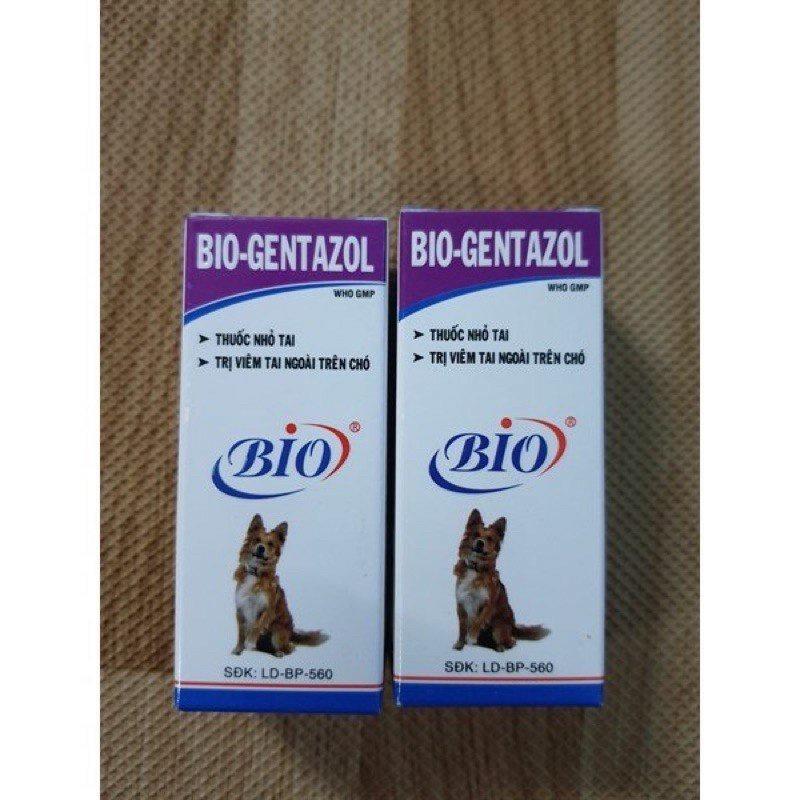 BIO-GENTAZOL
WHO GMP
➤ THUỐC NHỎ TAI
➤ TRỊ VIÊM TAI NGOÀI TRÊN CHÓ
BIO®
SĐK: LD-BP-560
BIO-GENTAZOL
WHO GMP
➤ THUỐC NHỎ TAI
➤ TRỊ VIÊM TAI NGOÀI TRÊN CHÓ
BIO®
SĐK: LD-BP-560